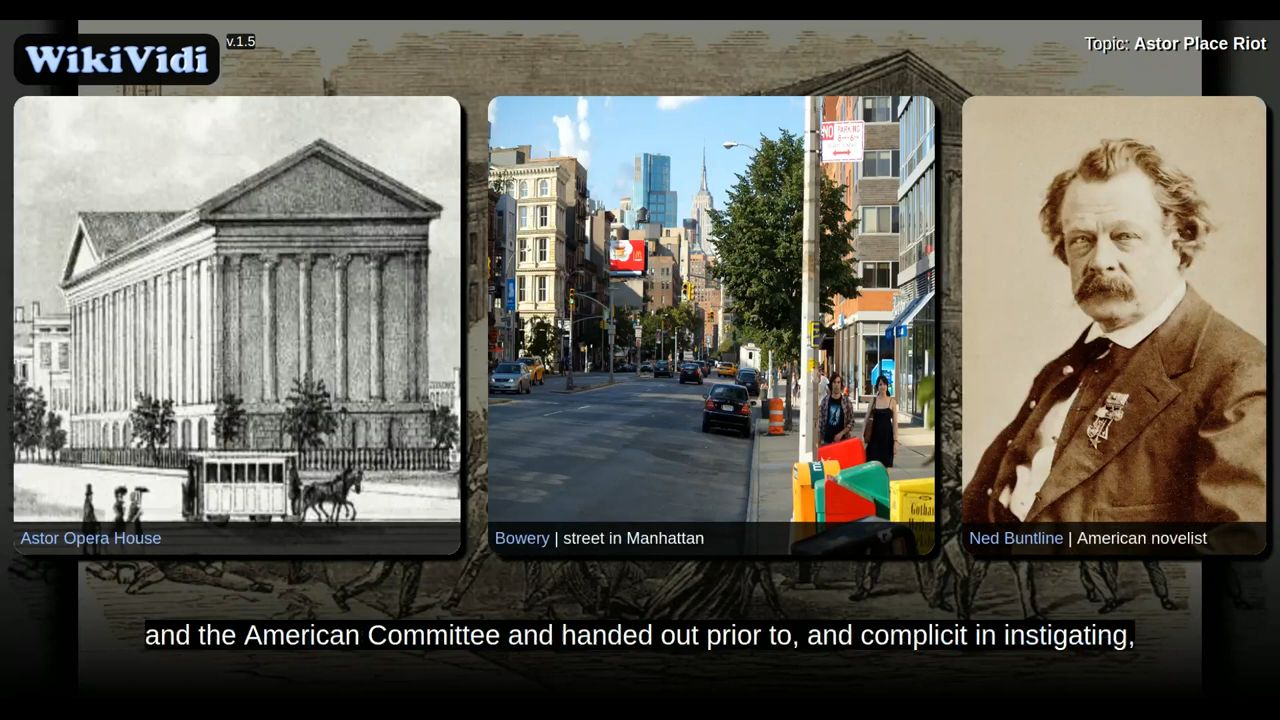 WikiVidi
v.1.5
Topic: Astor Place Riot
NO PARKING
Astor Opera House
Bowery | street in Manhattan
Ned Buntline | American novelist
and the American Committee and handed out prior to, and complicit in instigating,